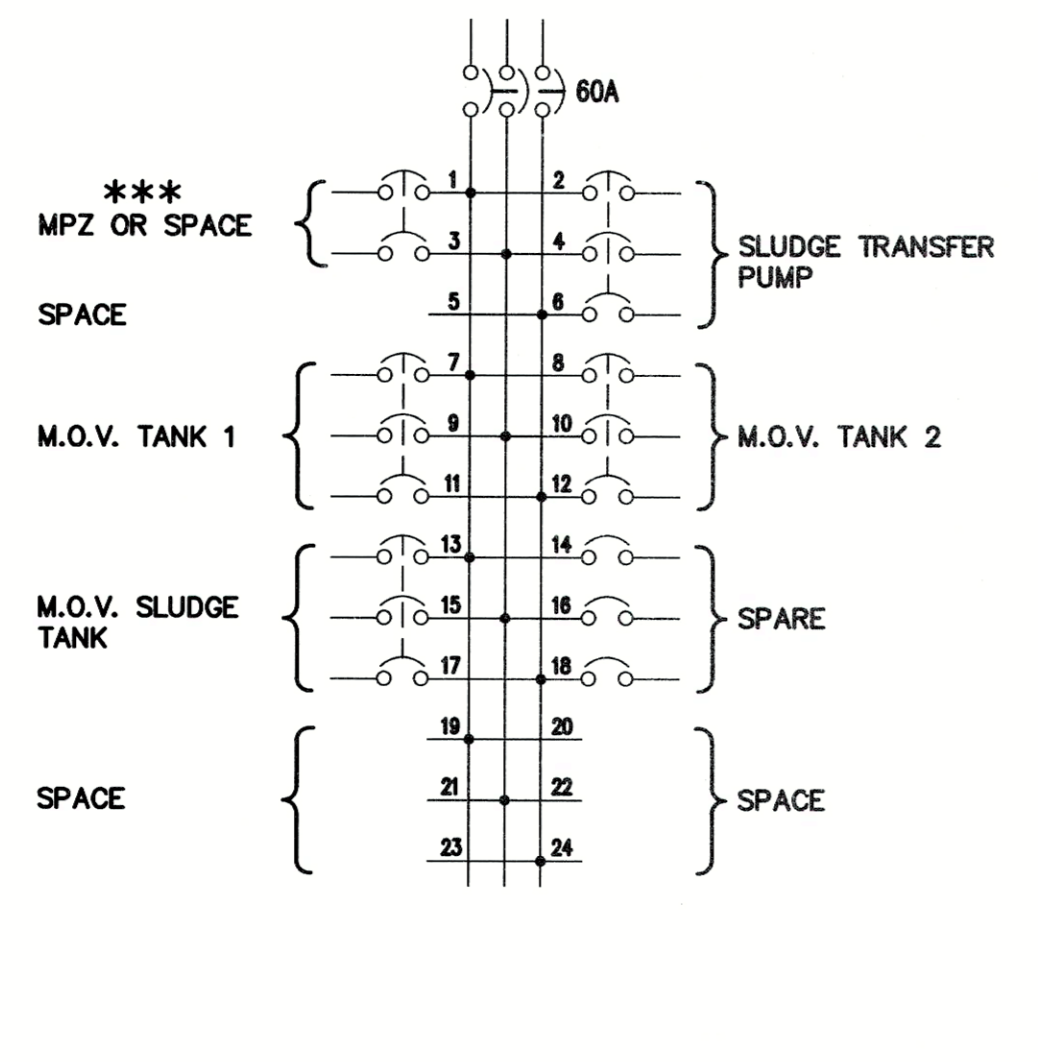 60A
***
MPZ OR SPACE
1 2
3 4
SLUDGE TRANSFER
PUMP
SPACE
5 6
7 8
M.O.V. TANK 1
9 10
M.O.V. TANK 2
11 12
13 14
M.O.V. SLUDGE
TANK
15 16
SPARE
17 18
19 20
SPACE
21 22
SPACE
23 24